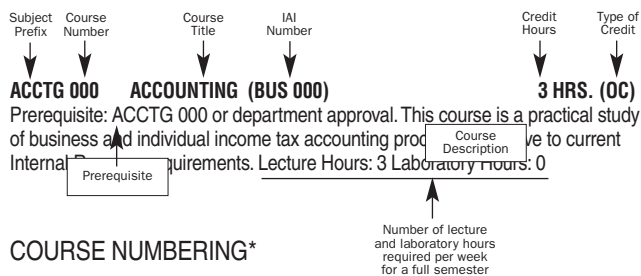 Subject Prefix
Course Number
Course Title
IAI Number
Credit Hours
Type of Credit
ACCTG 000 ACCOUNTING (BUS 000) 3 HRS. (OC)
Prerequisite: ACCTG 000 or department approval. This course is a practical study
of business and individual income tax accounting to current
Internal Lecture Hours: 3 Laboratory Hours: 0
Course Description
Prerequisite
Number of lecture
and laboratory hours
required per week
for a full semester
COURSE NUMBERING*